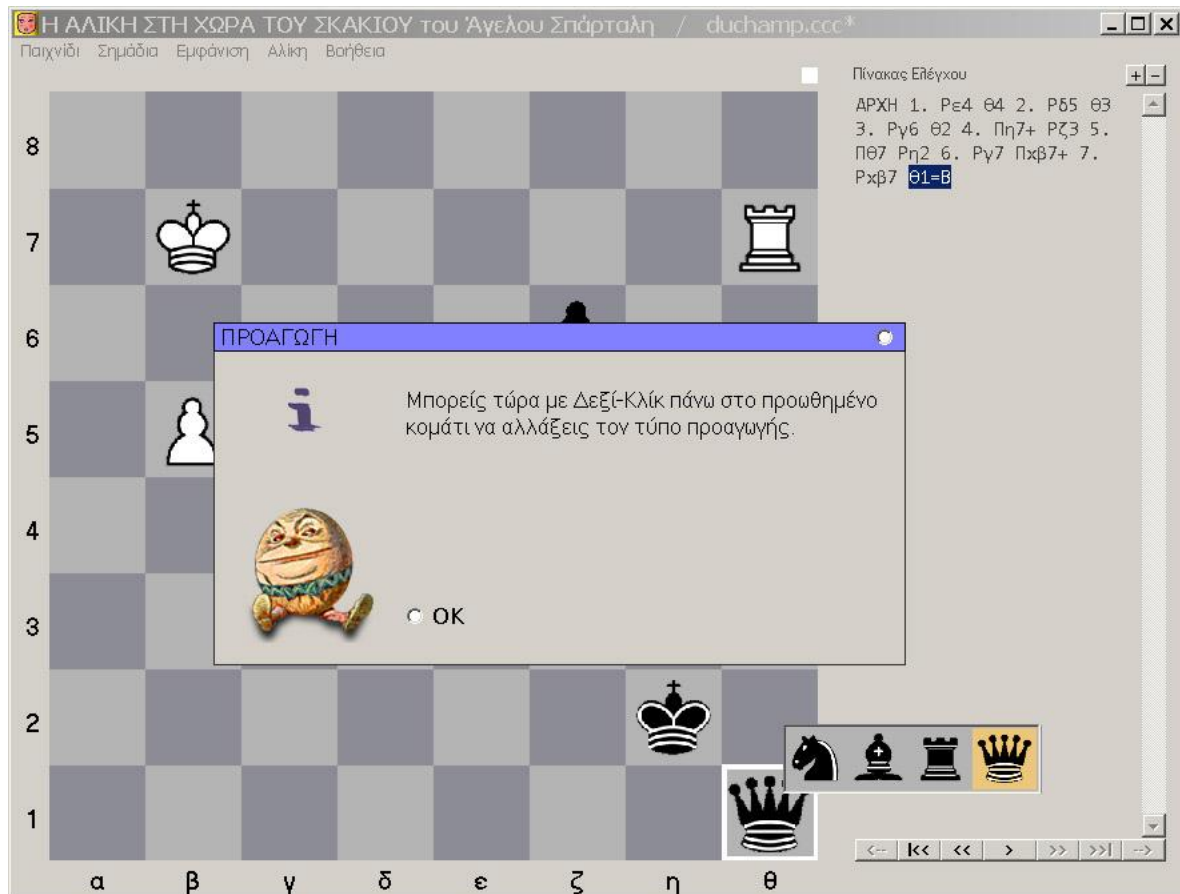 Η ΑΛΙΚΗ ΣΤΗ ΧΩΡΑ ΤΟΥ ΣΚΑΚΙΟΥ του Άγγελου Σπάρταλη / duchamp.ccc*
Παιχνίδι Σημάδια Εμφάνιση Αλίκη Βοήθεια
Πίνακας Ελέγχου
+ -
ΑΡΧΗ 1. Ρε4 θ4 2. Ρδ5 θ3
3. Ργ6 θ2 4. Πη7+ Ρζ3 5.
Πθ7 Ρη2 6. Ργ7 Πxβ7+ 7.
Ρxβ7 θ1=Β
8
7
6
5
4
3
2
1
ΠΡΟΑΓΩΓΗ
Μπορείς τώρα με Δεξί-Κλίκ πάνω στο προωθημένο
κομάτι να αλλάξεις τον τύπο προαγωγής.
OK
<-- |<< << > >> >>| -->
α β γ δ ε ζ η θ